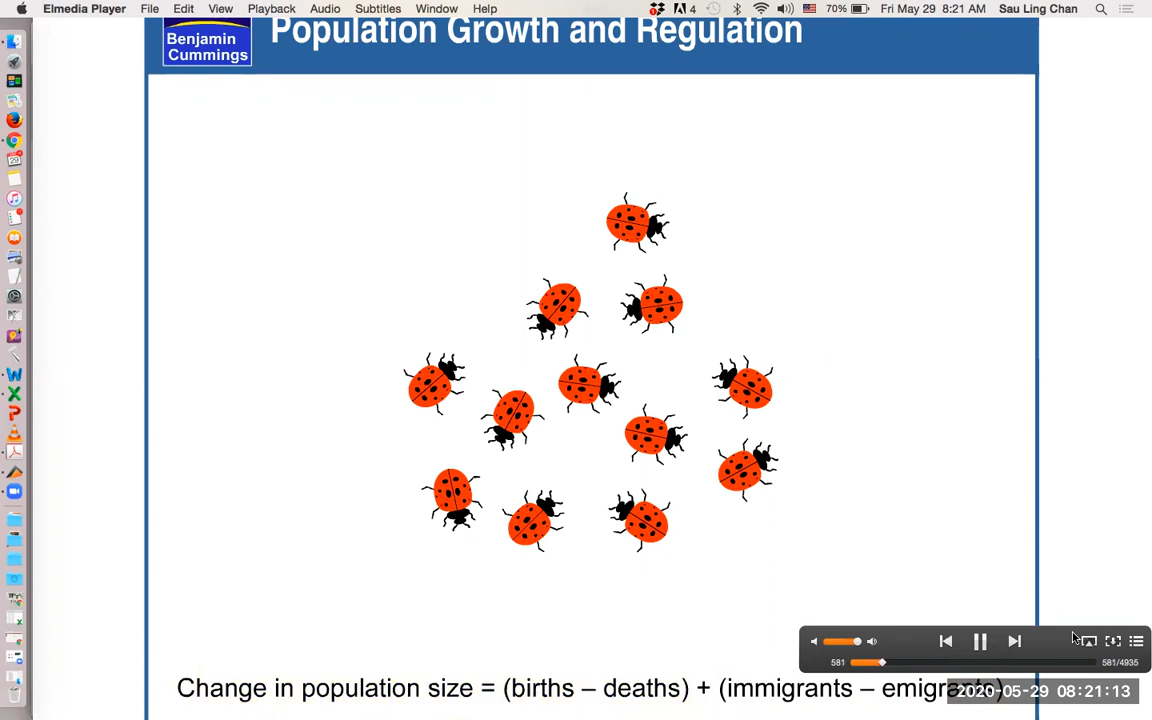 Elmedia Player File Edit View Playback Audio Subtitles Window Help 4 70% Fri May 29 8:21 AM Sau Ling Chan
Benjamin
Cummings
Population Growth and Regulation
581 581/4935
Change in population size = (births – deaths) + (immigrants – emigrants)
2020-05-29 08:21:13